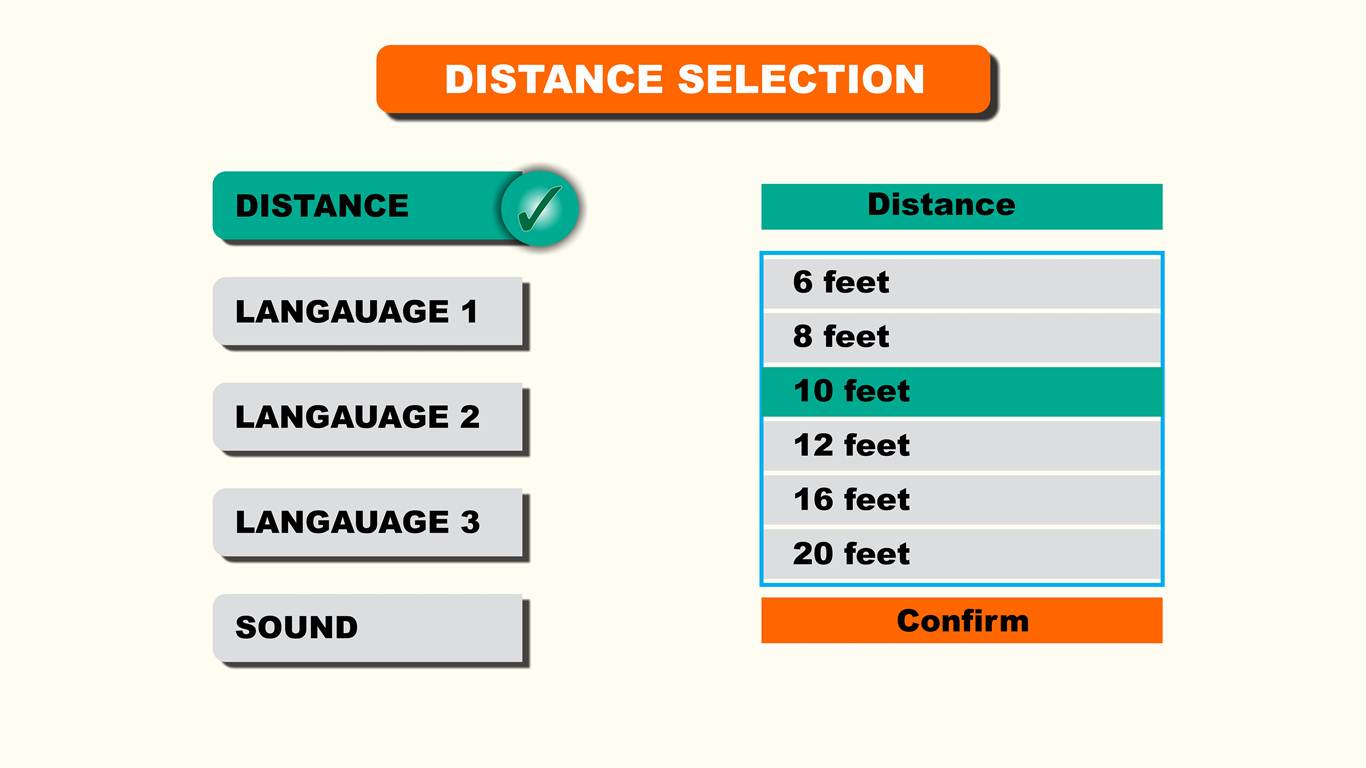 DISTANCE SELECTION
DISTANCE
LANGAUAGE 1
LANGAUAGE 2
LANGAUAGE 3
SOUND
Distance
6 feet
8 feet
10 feet
12 feet
16 feet
20 feet
Confirm